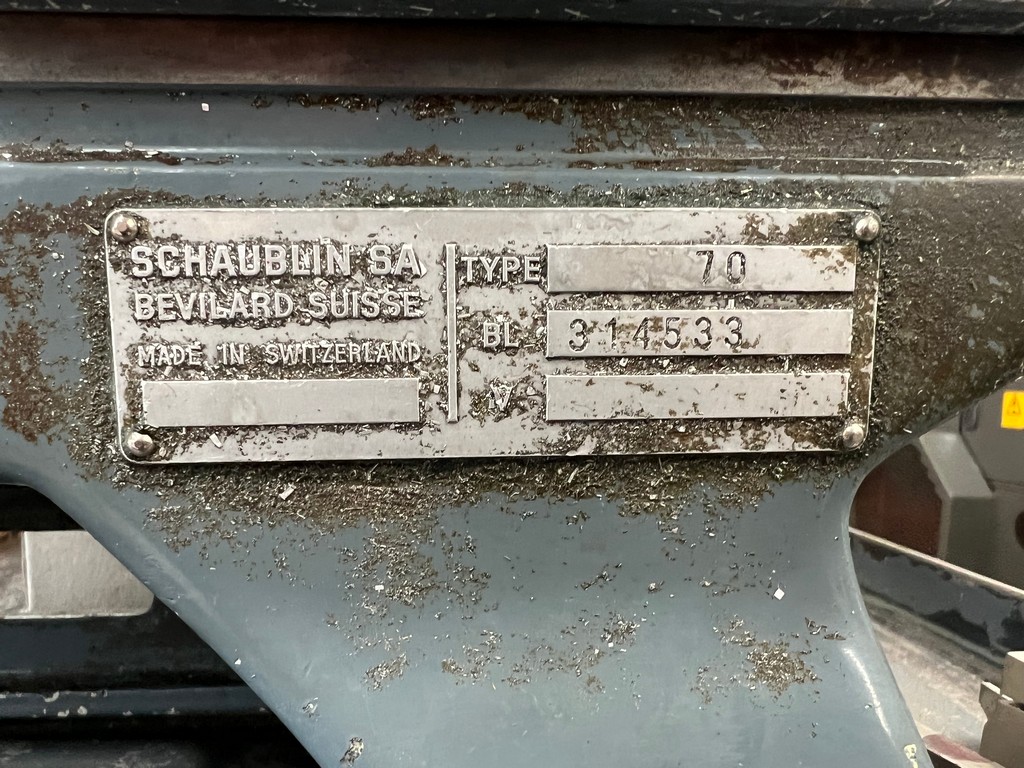 SCHAUBLIN SA
BEVILARD SUISSE
MADE IN SWITZERLAND
TYPE 70
BL 314533
V